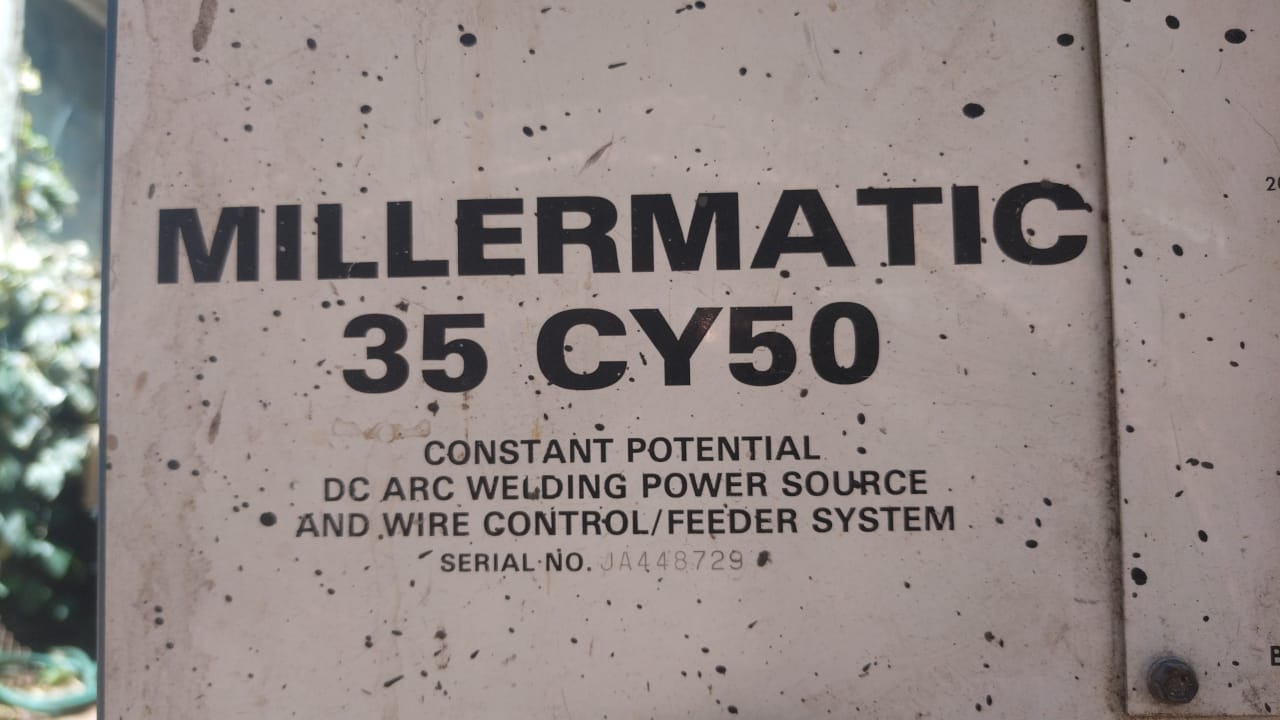 MILLERMATIC
35 CY50
CONSTANT POTENTIAL
DC ARC WELDING POWER SOURCE
AND WIRE CONTROL/FEEDER SYSTEM
SERIAL NO. JA448729